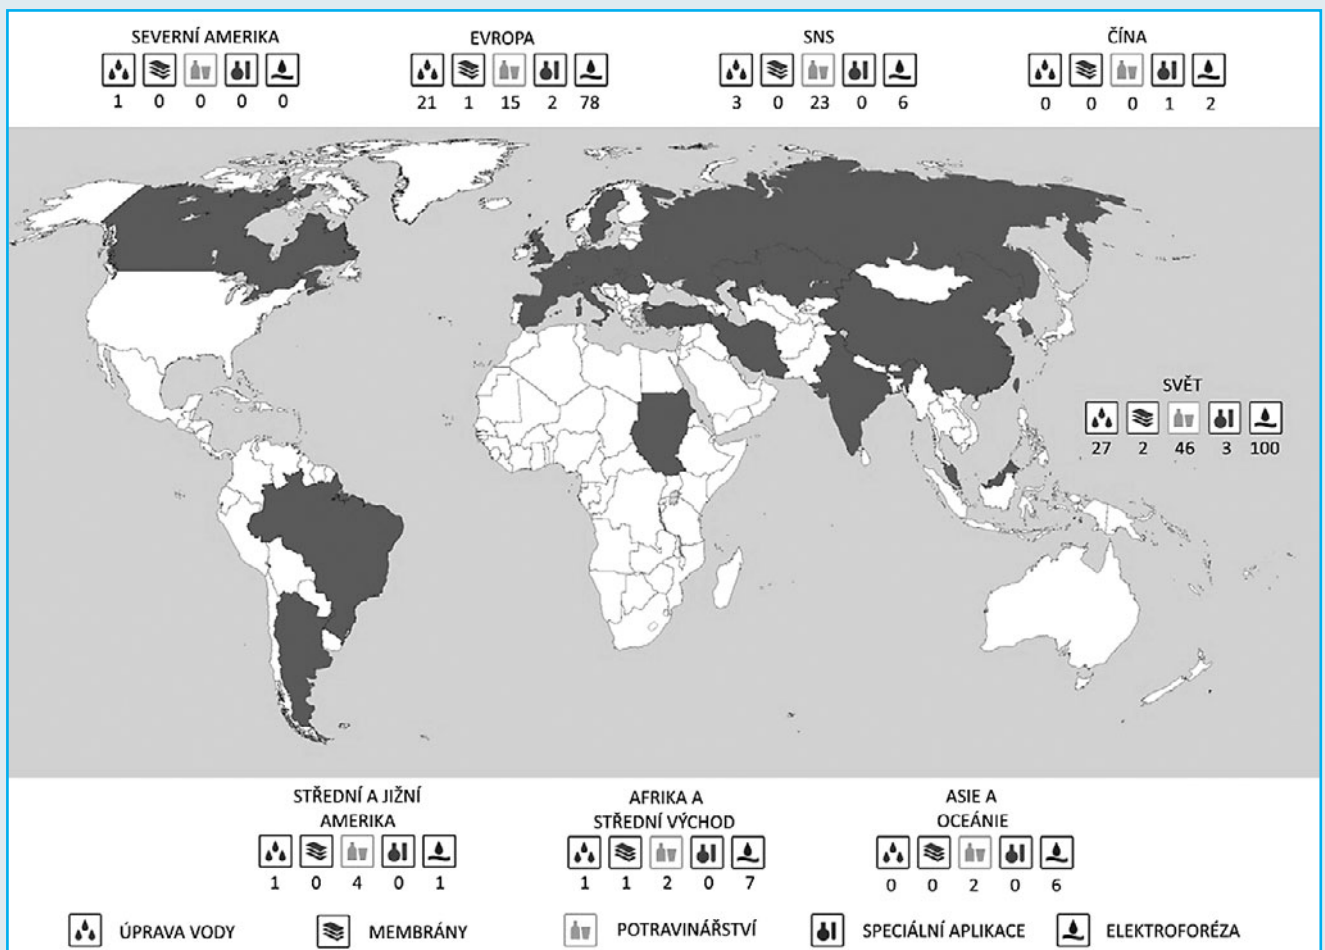 SEVERNÍ AMERIKA
1 0 0 0 0
EVROPA
21 1 15 2 78
SNS
3 0 23 0 6
ČÍNA
0 0 0 1 2
SVĚT
27 2 46 3 100
STŘEDNÍ A JIŽNÍ
AMERIKA
1 0 4 0 1
AFRIKA A
STŘEDNÍ VÝCHOD
1 1 2 0 7
ASIE A
OCEÁNIE
0 0 2 0 6
ÚPRAVA VODY
MEMBRÁNY
POTRAVINÁŘSTVÍ
SPECIÁLNÍ APLIKACE
ELEKTROFORÉZA